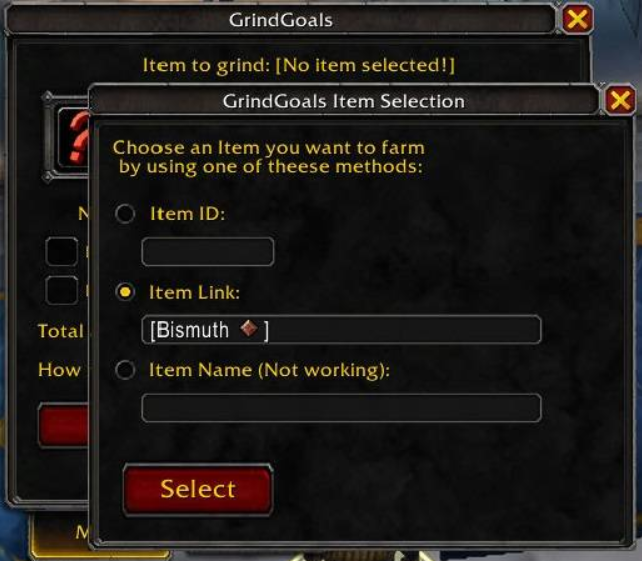 GrindGoals
Item to grind: [No item selected!]
GrindGoals Item Selection
Choose an Item you want to farm
by using one of theese methods:
Item ID:
Item Link:
[Bismuth ]
Total
Item Name (Not working):
How
Select